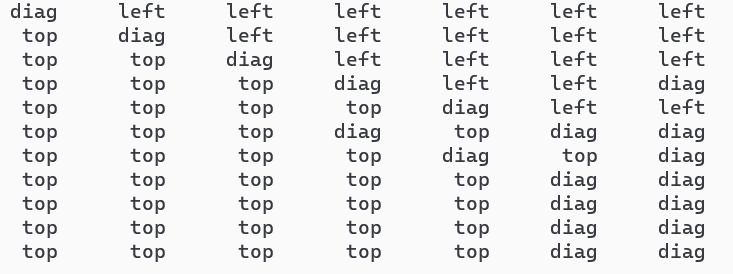 diag left left left left left left
top diag left left left left left
top top diag left left left left
top top top diag left left diag
top top top top diag left left
top top top diag top diag diag
top top top top diag top diag
top top top top top diag diag
top top top top top diag diag
top top top top top diag diag
top top top top top diag diag